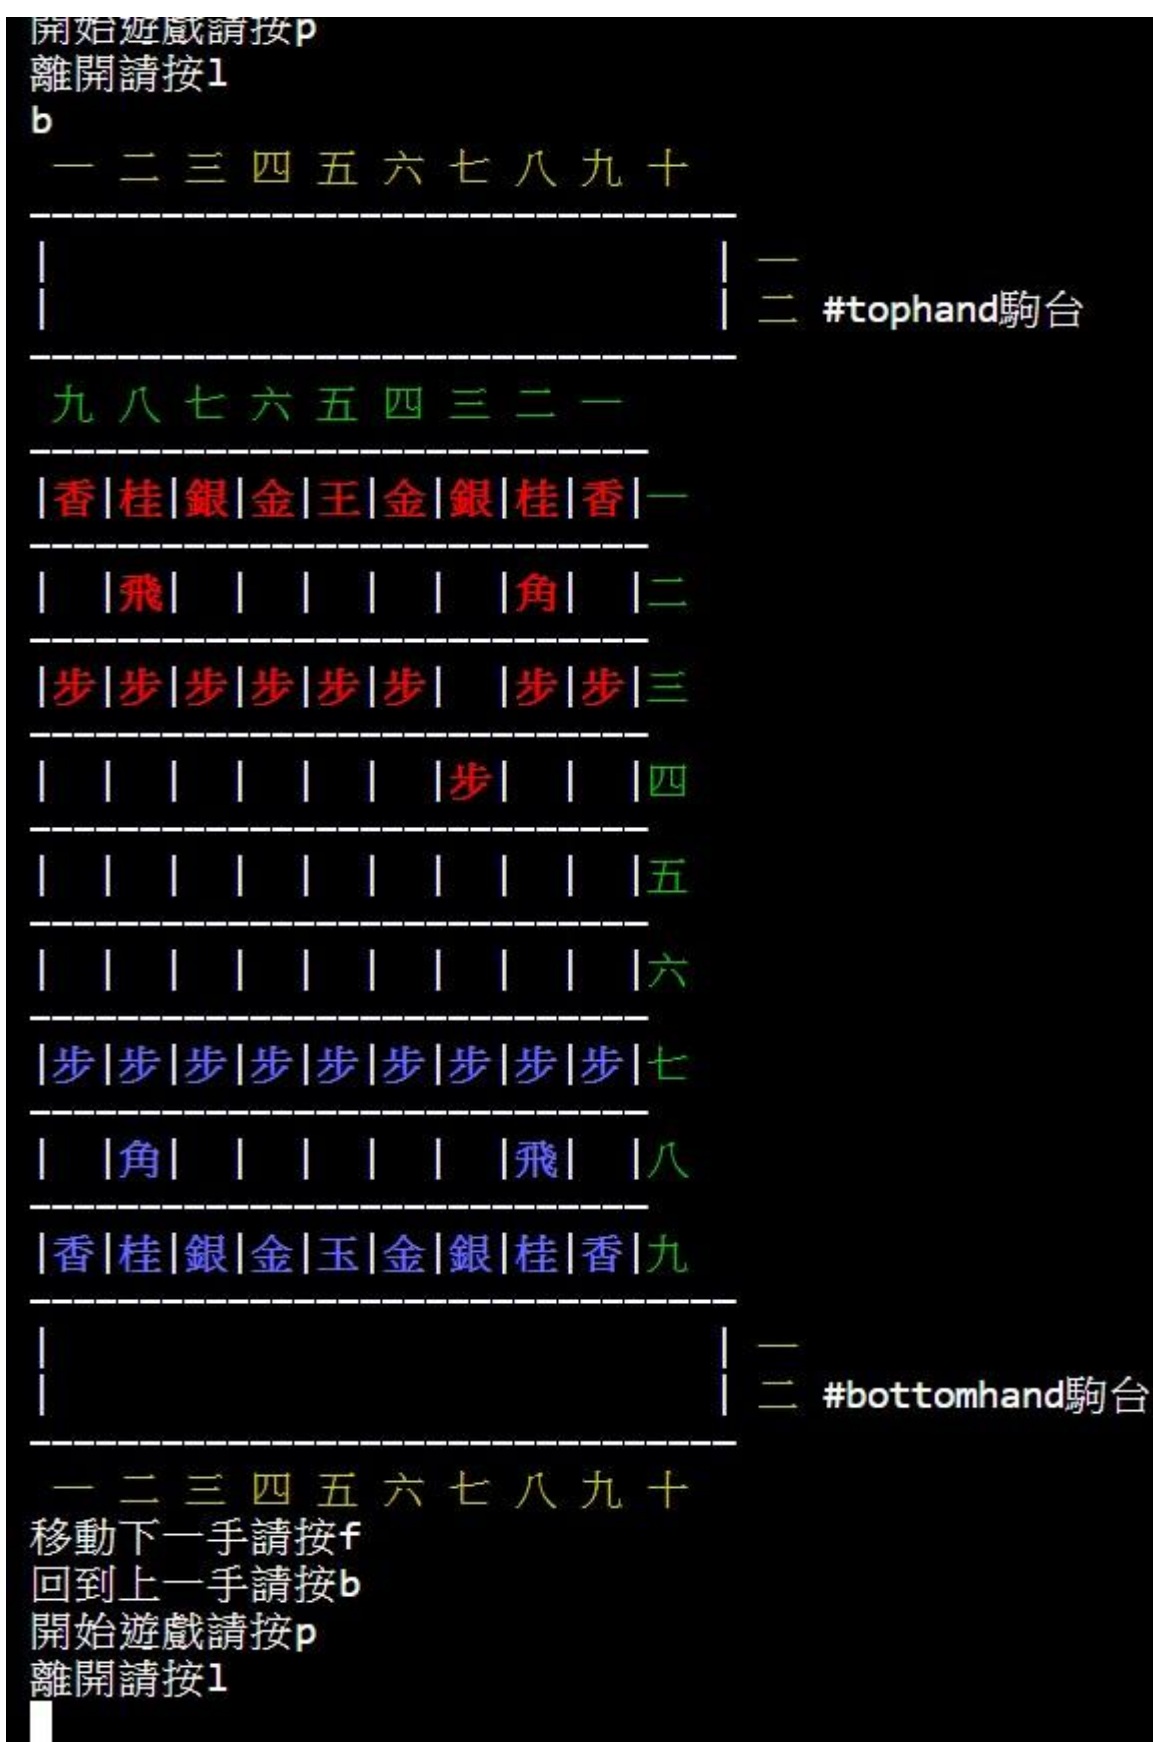 開始遊戲請按p
離開請按l
b
一 二 三 四 五 六 七 八 九 十
---------------------------------
|                               | 一
|                               | 二 #tophand駒台
---------------------------------
九 八 七 六 五 四 三 二 一
-----------------------------
|香|桂|銀|金|王|金|銀|桂|香|一
-----------------------------
|  |飛|  |  |  |  |  |角|  |二
-----------------------------
|步|步|步|步|步|步|  |步|步|三
-----------------------------
|  |  |  |  |  |  |步|  |  |四
-----------------------------
|  |  |  |  |  |  |  |  |  |五
-----------------------------
|  |  |  |  |  |  |  |  |  |六
-----------------------------
|步|步|步|步|步|步|步|步|步|七
-----------------------------
|  |角|  |  |  |  |  |飛|  |八
-----------------------------
|香|桂|銀|金|玉|金|銀|桂|香|九
---------------------------------
|                               | 一
|                               | 二 #bottomhand駒台
---------------------------------
一 二 三 四 五 六 七 八 九 十
移動下一手請按f
回到上一手請按b
開始遊戲請按p
離開請按l